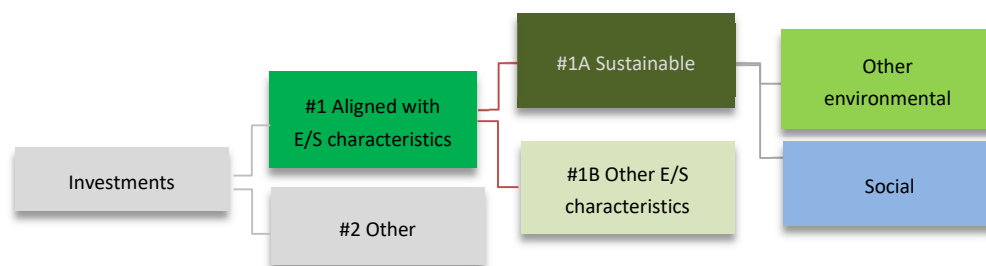 #1A Sustainable
Other
environmental
#1 Aligned with
E/S characteristics
#1B Other E/S
characteristics
Investments
Social
#2 Other